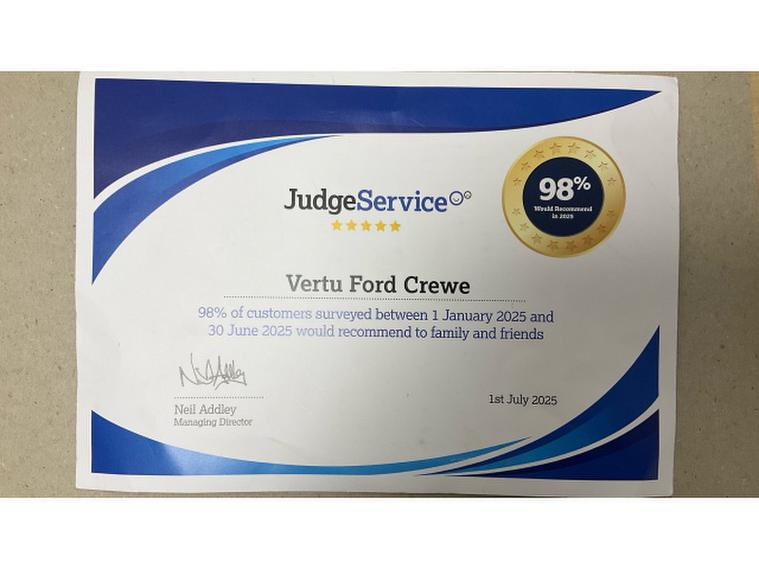 JudgeService
98%
Would Recommend
in 2025
Vertu Ford Crewe
98% of customers surveyed between 1 January 2025 and
30 June 2025 would recommend to family and friends
Neil Addley
Managing Director
1st July 2025